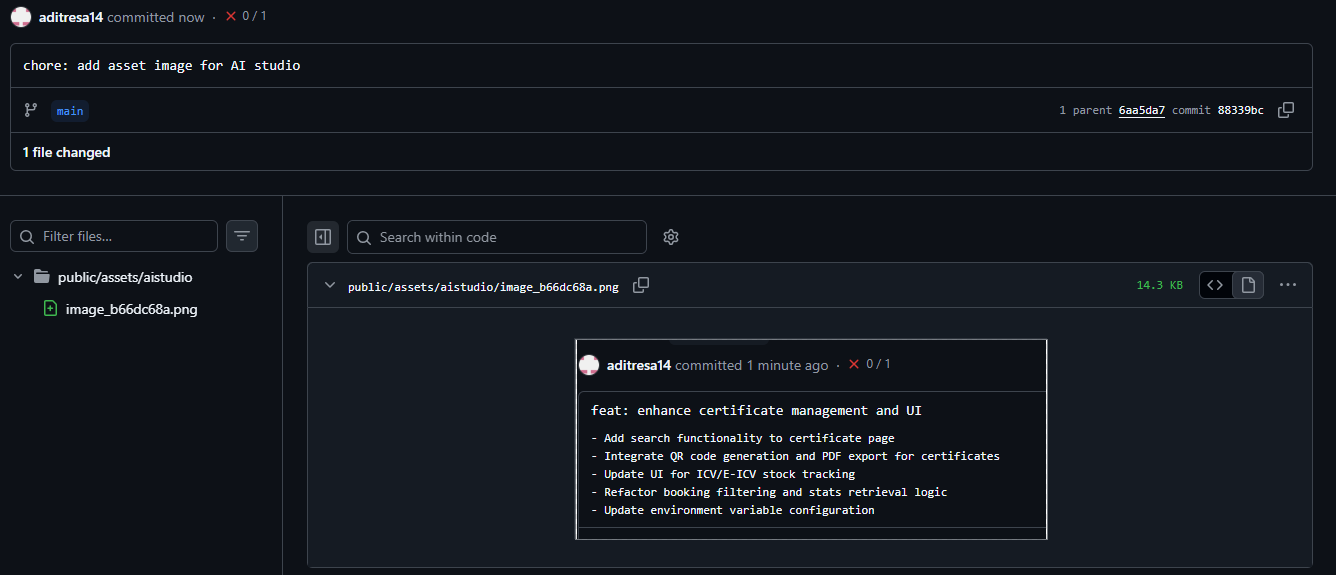 aditresa14 committed now · 0 / 1
chore: add asset image for AI studio
main
1 parent 6aa5da7 commit 88339bc
1 file changed
Filter files...
public/assets/aistudio
image_b66dc68a.png
Search within code
public/assets/aistudio/image_b66dc68a.png
14.3 KB
aditresa14 committed 1 minute ago · 0 / 1
feat: enhance certificate management and UI
- Add search functionality to certificate page
- Integrate QR code generation and PDF export for certificates
- Update UI for ICV/E-ICV stock tracking
- Refactor booking filtering and stats retrieval logic
- Update environment variable configuration